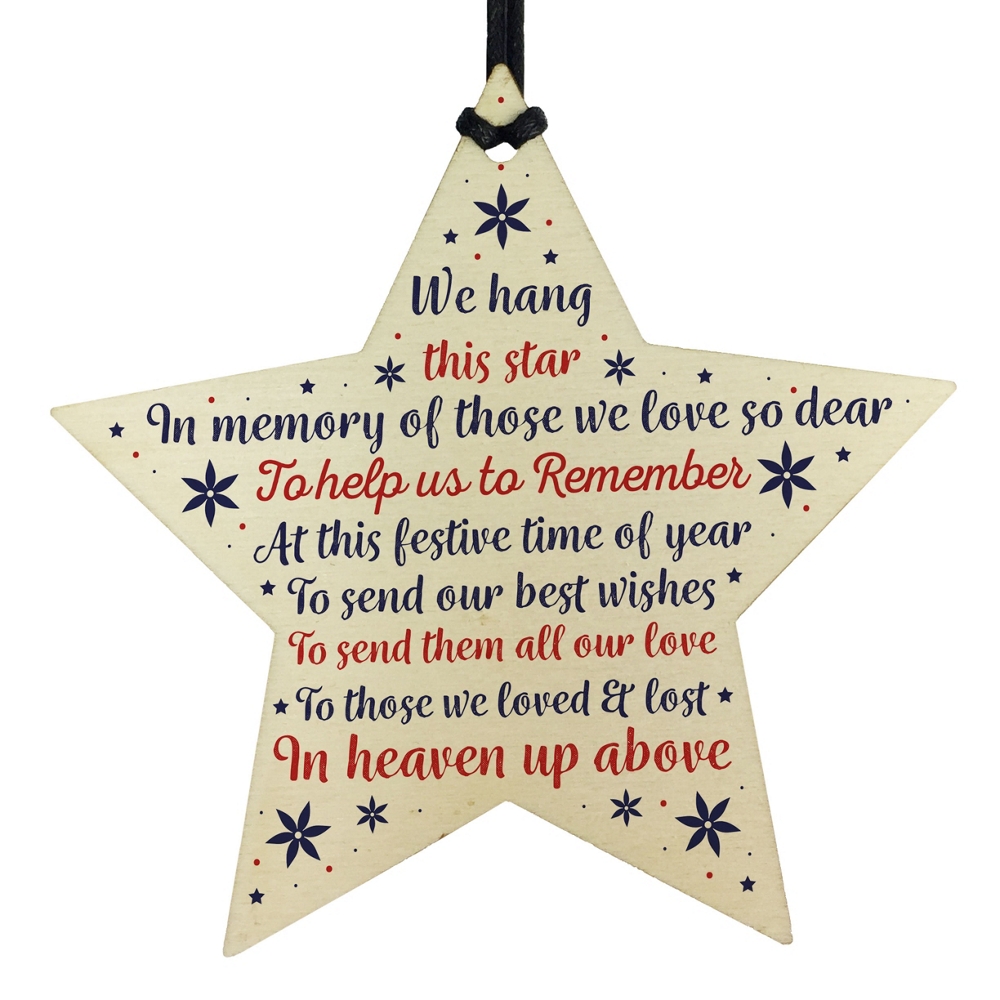 We hang
this star
In memory of those we love so dear
To help us to Remember
At this festive time of year
To send our best wishes
To send them all our love
To those we loved & lost
In heaven up above